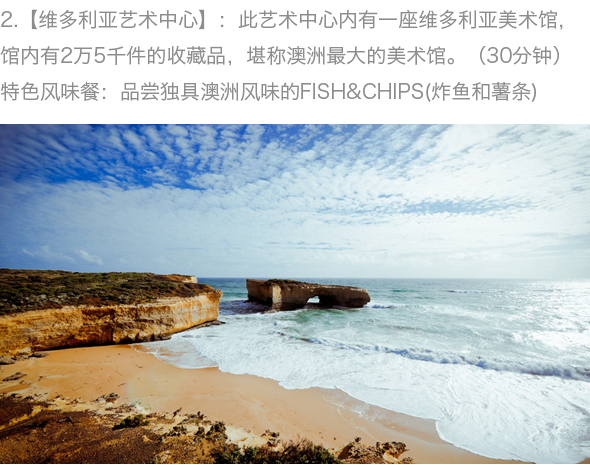 2.【维多利亚艺术中心】：此艺术中心内有一座维多利亚美术馆，
馆内有2万5千件的收藏品，堪称澳洲最大的美术馆。（30分钟）
特色风味餐：品尝独具澳洲风味的FISH&CHIPS(炸鱼和薯条)